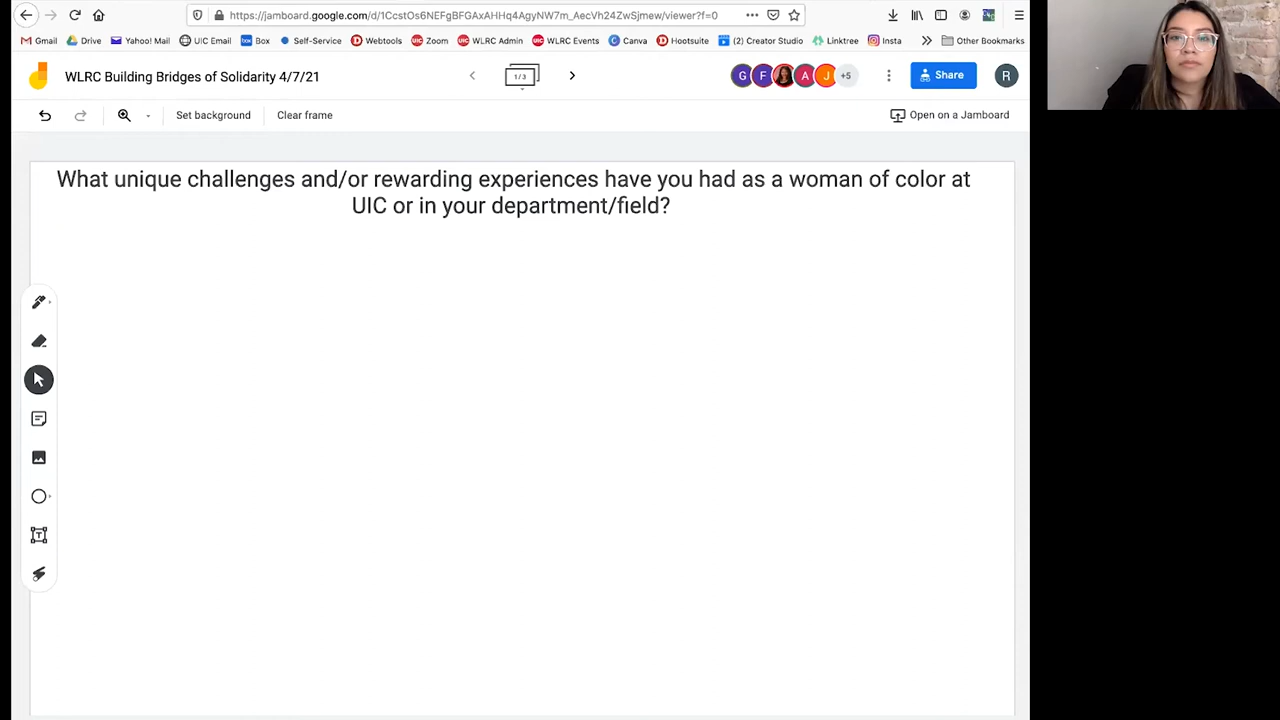 https://jamboard.google.com/d/1CcstOs6NEFgBFGAxAHHq4AgyNW7m_AecVh24ZwSjmew/viewer?f=0
Gmail Drive Yahoo! Mail UIC Email Box Self-Service Webtools Zoom WLRC Admin WLRC Events Canva Hootsuite (2) Creator Studio Linktree Insta Other Bookmarks
WLRC Building Bridges of Solidarity 4/7/21 1/3 G F A J +5 Share R
Set background Clear frame Open on a Jamboard
What unique challenges and/or rewarding experiences have you had as a woman of color at
UIC or in your department/field?